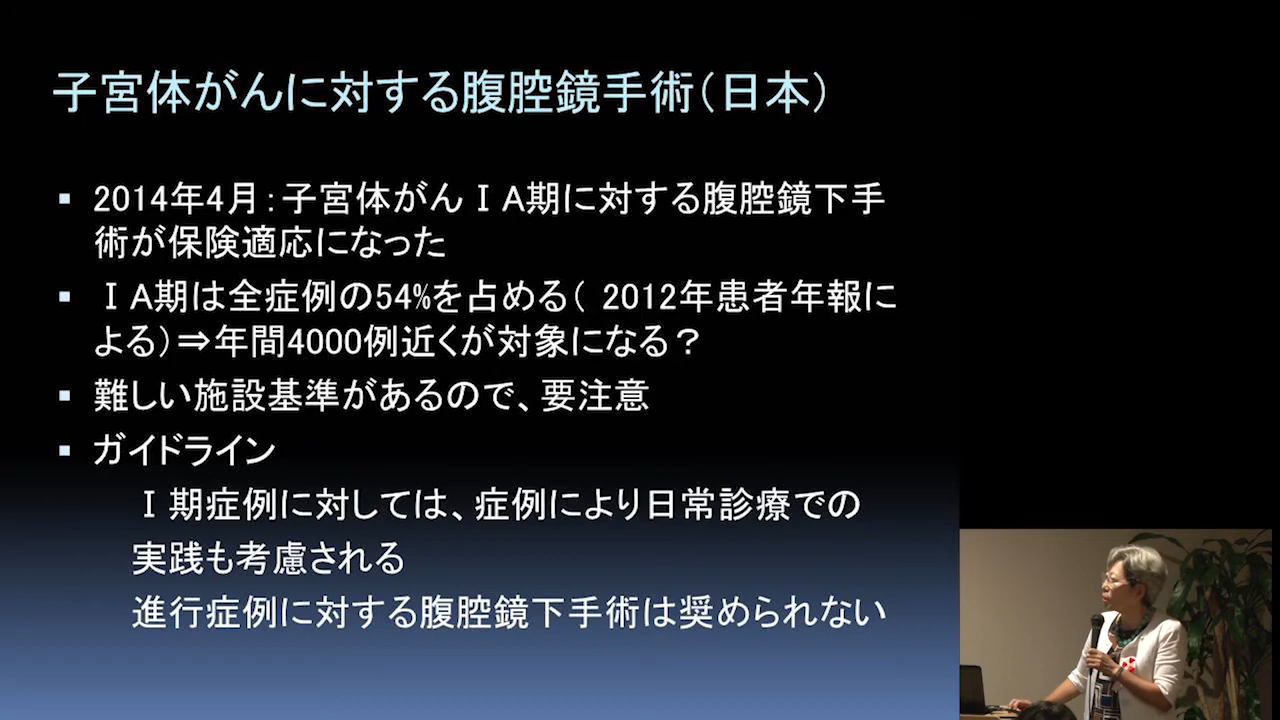 子宮体がんに対する腹腔鏡手術(日本)
▪ 2014年4月:子宮体がんⅠA期に対する腹腔鏡下手
術が保険適応になった
▪ ⅠA期は全症例の54%を占める( 2012年患者年報に
よる)⇒年間4000例近くが対象になる?
▪ 難しい施設基準があるので、要注意
▪ ガイドライン
Ⅰ期症例に対しては、症例により日常診療での
実践も考慮される
進行症例に対する腹腔鏡下手術は奨められない